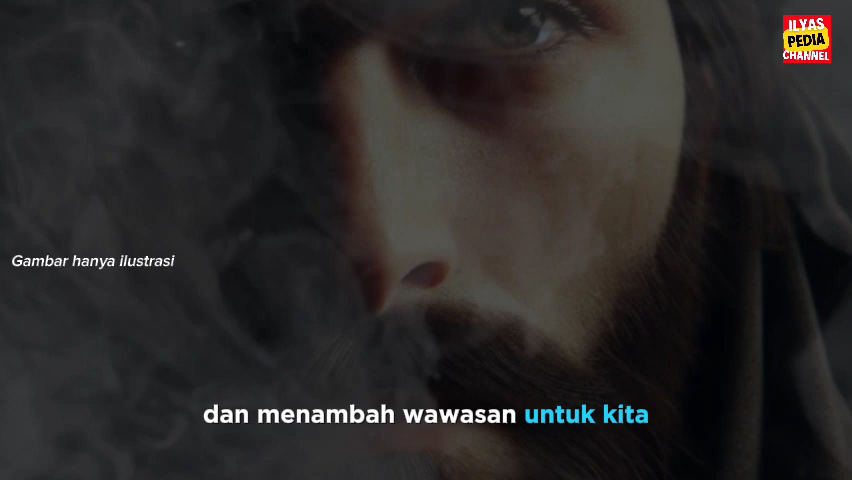 ILYAS
PEDIA
CHANNEL
Gambar hanya ilustrasi
dan menambah wawasan untuk kita